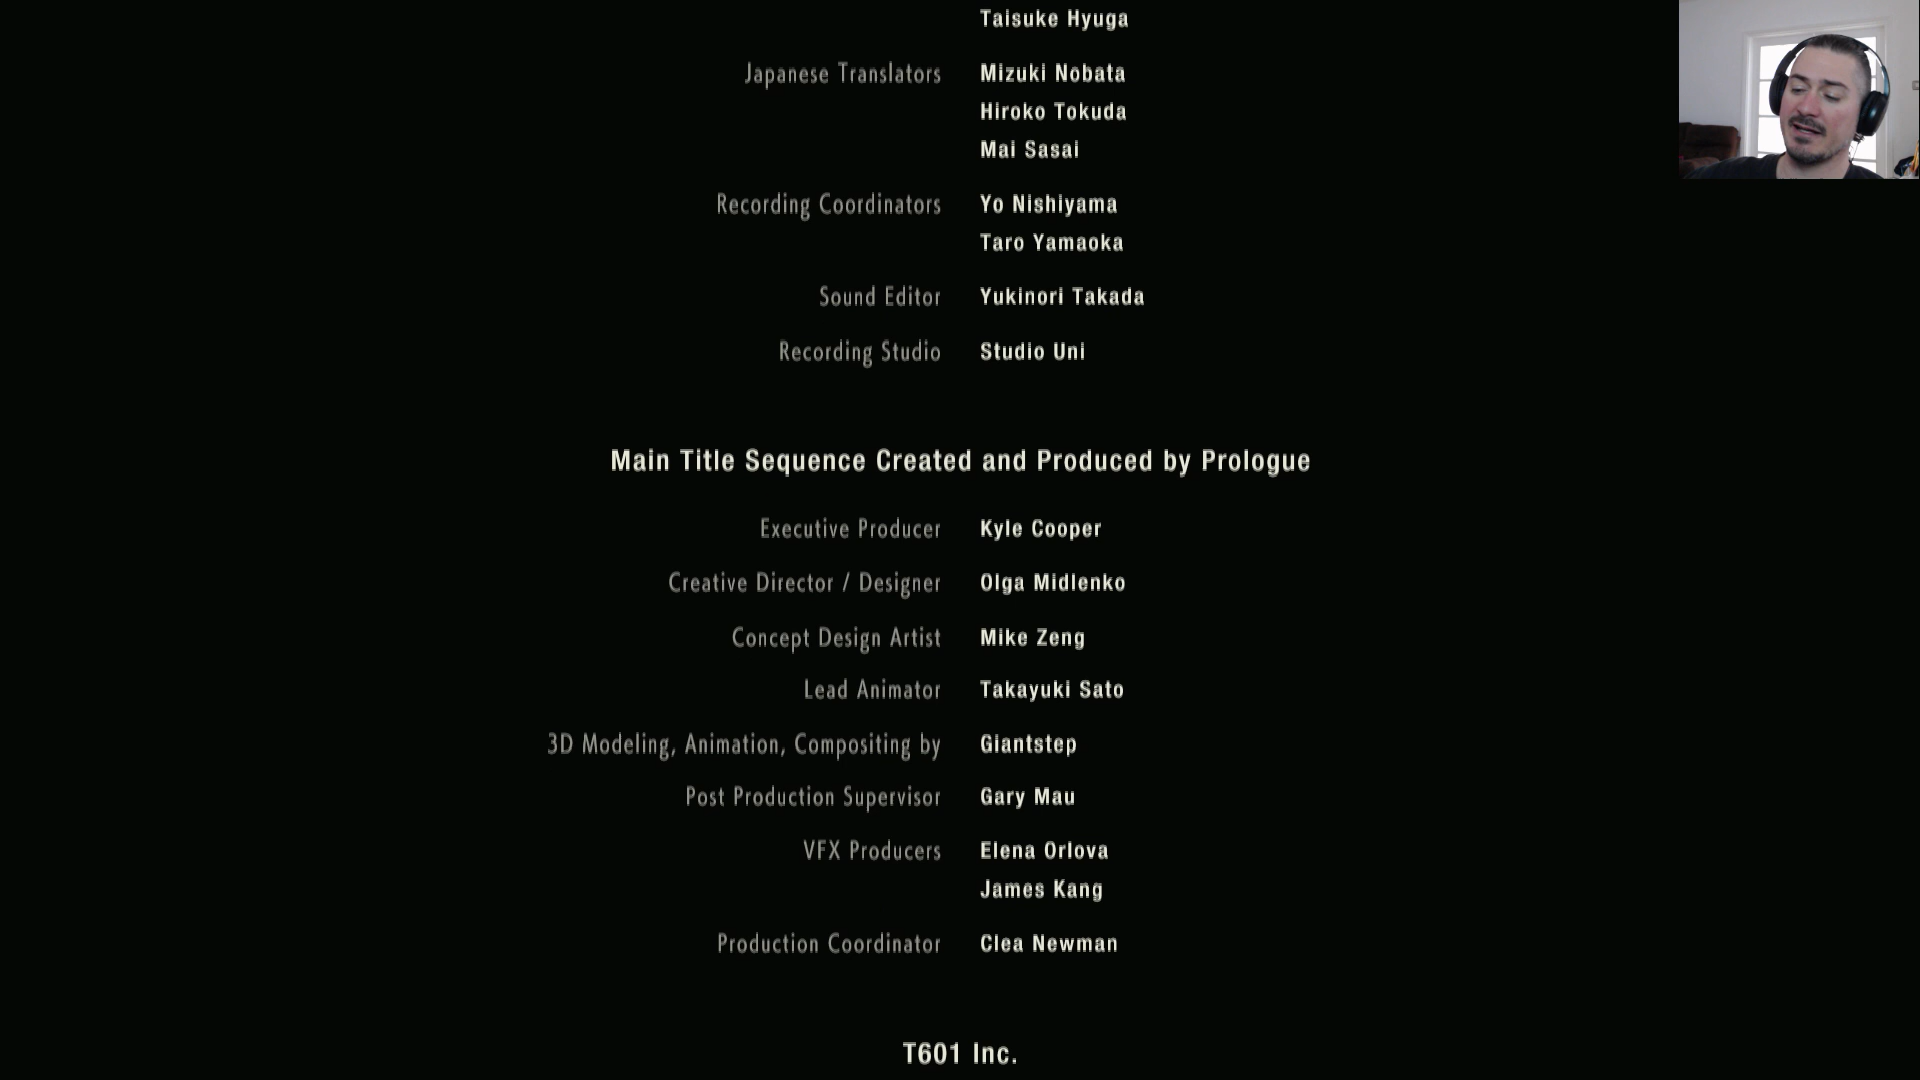 Taisuke Hyuga
Japanese Translators Mizuki Nobata
Hiroko Tokuda
Mai Sasai
Recording Coordinators Yo Nishiyama
Taro Yamaoka
Sound Editor Yukinori Takada
Recording Studio Studio Uni
Main Title Sequence Created and Produced by Prologue
Executive Producer Kyle Cooper
Creative Director / Designer Olga Midlenko
Concept Design Artist Mike Zeng
Lead Animator Takayuki Sato
3D Modeling, Animation, Compositing by Giantstep
Post Production Supervisor Gary Mau
VFX Producers Elena Orlova
James Kang
Production Coordinator Clea Newman
T601 Inc.